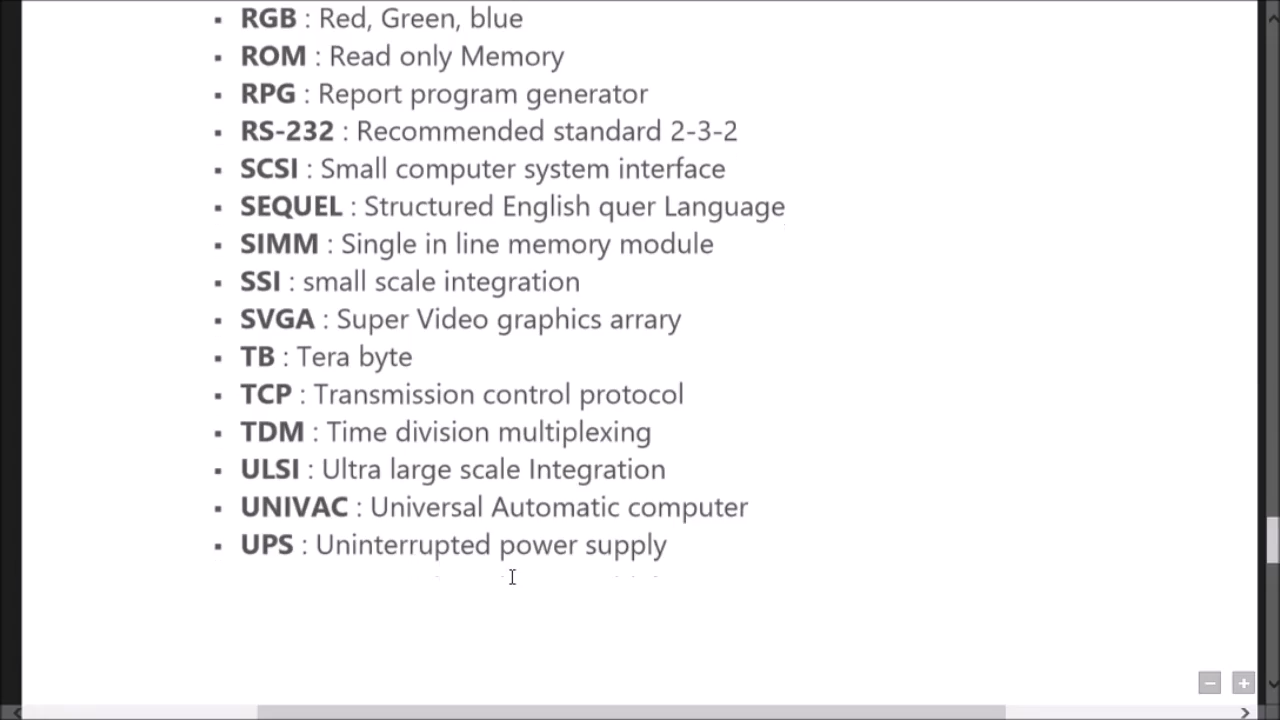 ▪ RGB : Red, Green, blue
▪ ROM : Read only Memory
▪ RPG : Report program generator
▪ RS-232 : Recommended standard 2-3-2
▪ SCSI : Small computer system interface
▪ SEQUEL : Structured English quer Language
▪ SIMM : Single in line memory module
▪ SSI : small scale integration
▪ SVGA : Super Video graphics arrary
▪ TB : Tera byte
▪ TCP : Transmission control protocol
▪ TDM : Time division multiplexing
▪ ULSI : Ultra large scale Integration
▪ UNIVAC : Universal Automatic computer
▪ UPS : Uninterrupted power supply